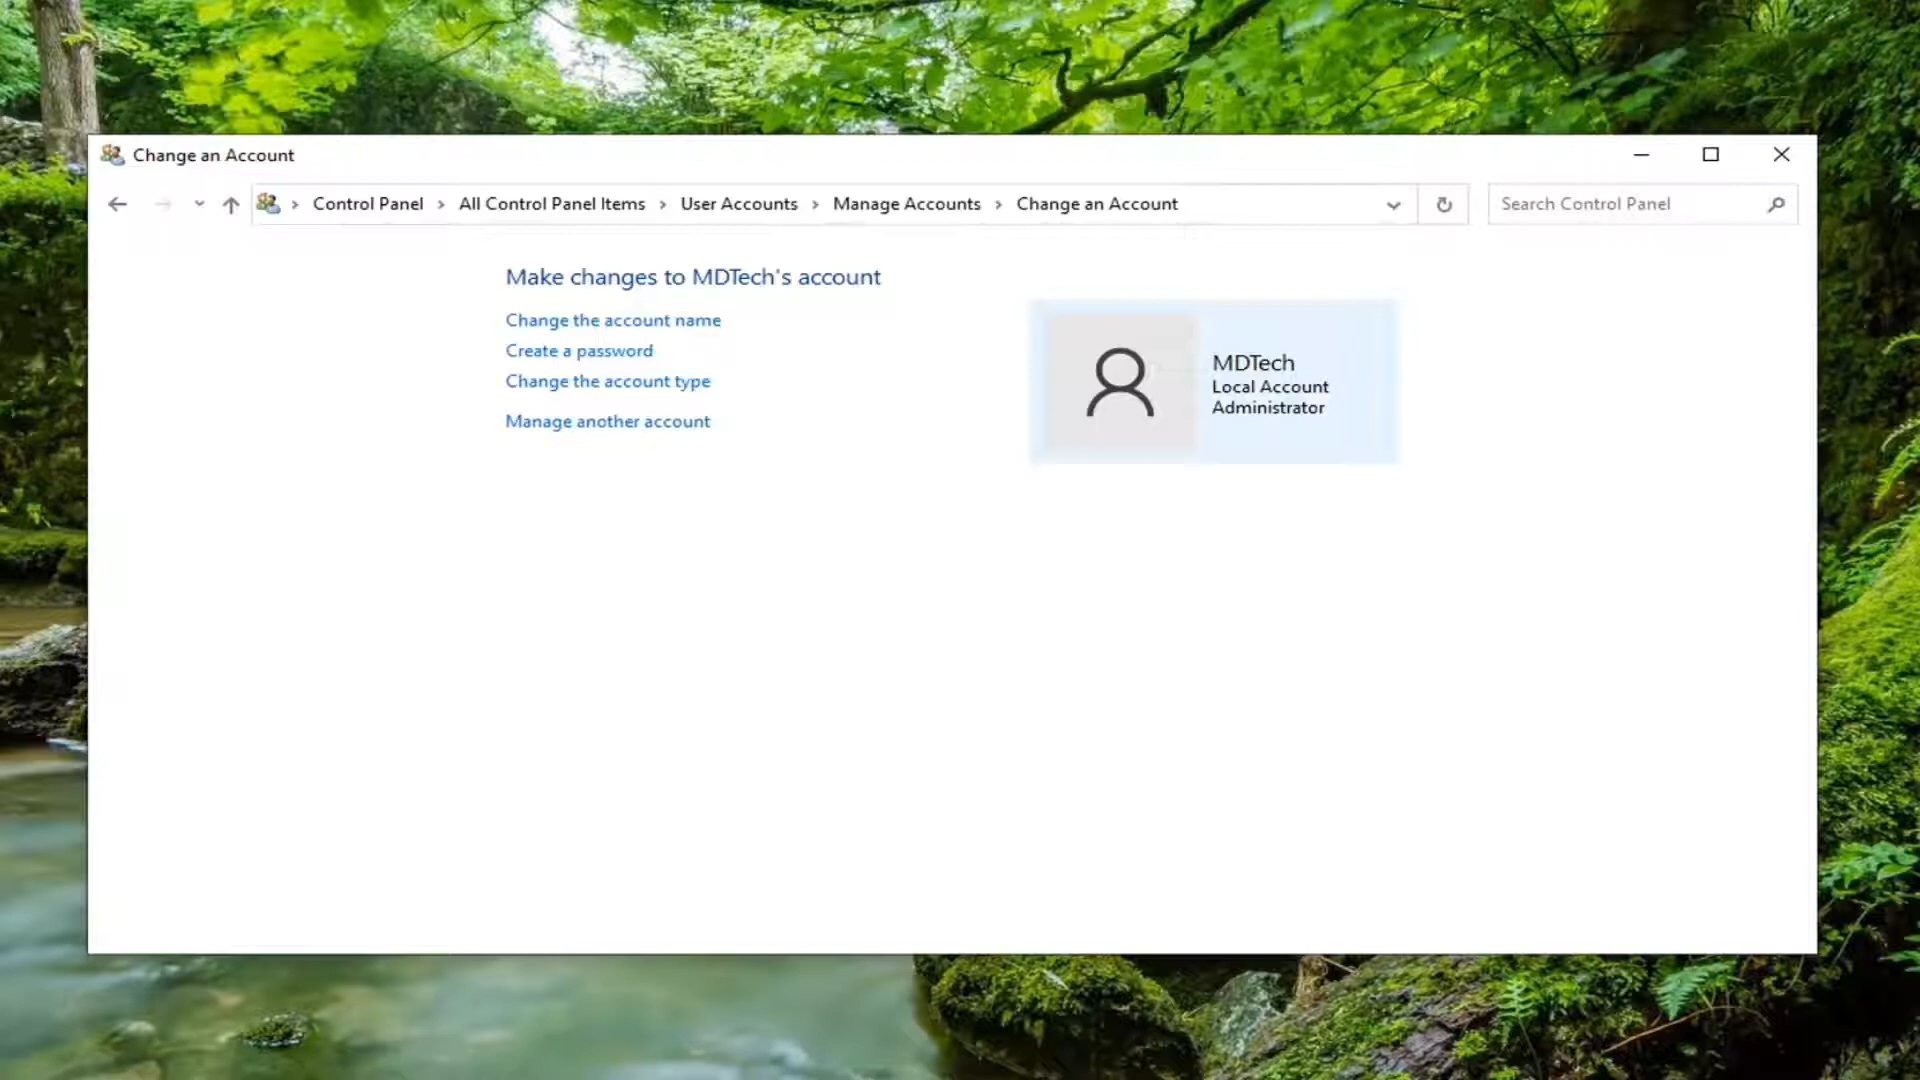 Change an Account
Control Panel > All Control Panel Items > User Accounts > Manage Accounts > Change an Account
Search Control Panel
Make changes to MDTech's account
Change the account name
Create a password
Change the account type
Manage another account
MDTech
Local Account
Administrator